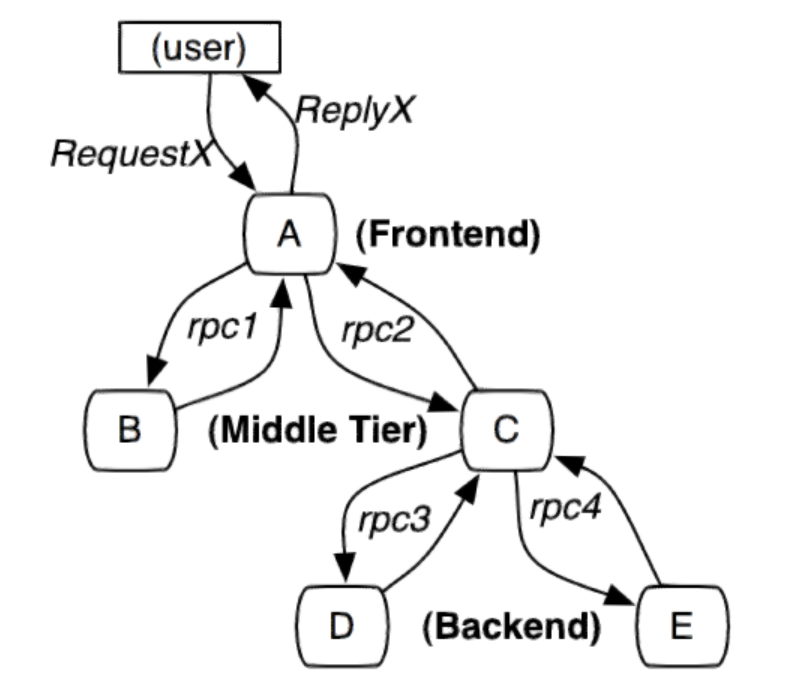 (user)
ReplyX
RequestX
A
(Frontend)
rpc1
rpc2
B
(Middle Tier)
C
rpc3
rpc4
D
(Backend)
E